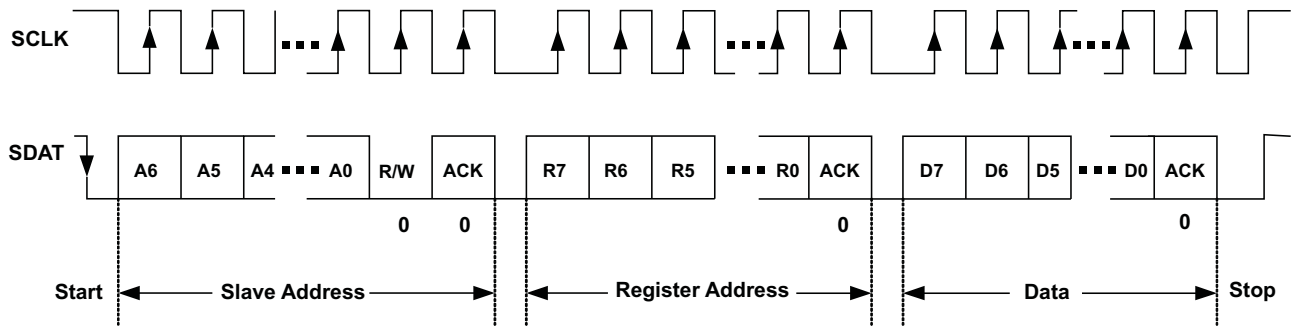 SCLK
SDAT
A6 A5 A4 A0 R/W ACK R7 R6 R5 R0 ACK D7 D6 D5 D0 ACK
0 0 0 0
Start Slave Address Register Address Data Stop